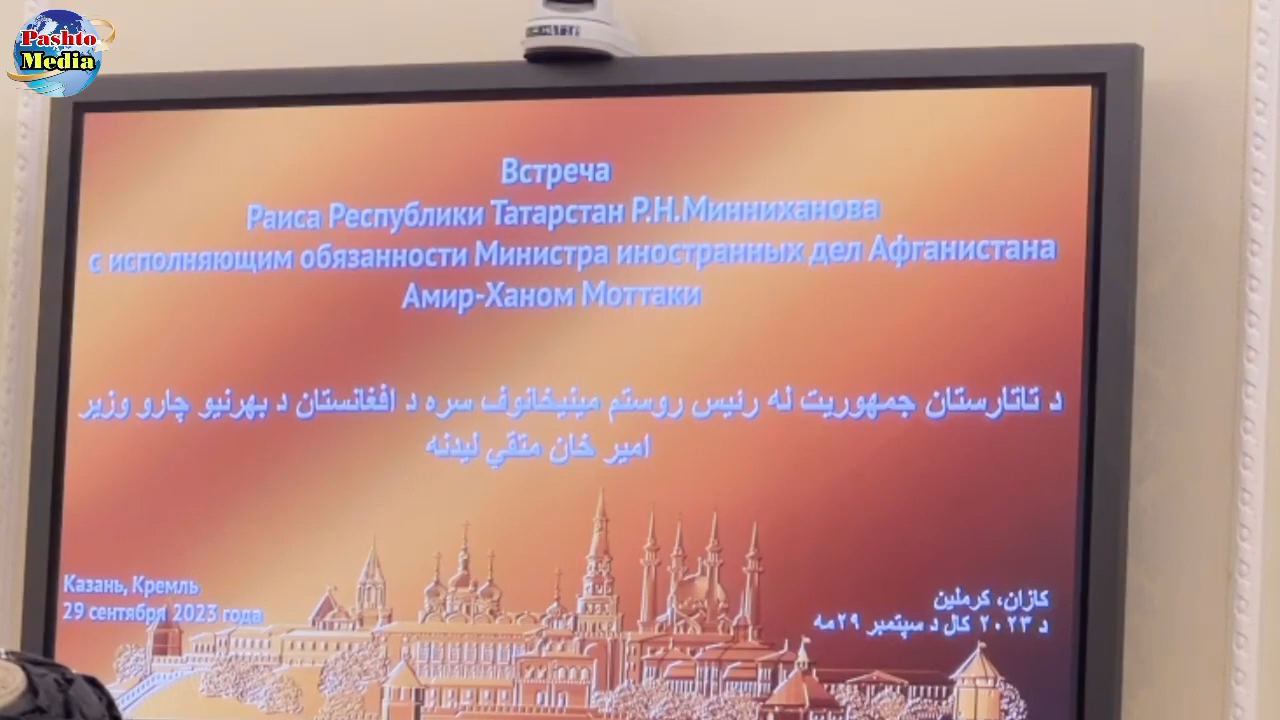 Pashto
Media
Встреча
Раиса Республики Татарстан Р.Н.Минниханова
с исполняющим обязанности Министра иностранных дел Афганистана
Амир-Ханом Моттаки
د تاتارستان جمهوریت له رئیس روستم مینیخانوف سره د افغانستان د بهرنیو چارو وزیر
امیر خان متقي لیدنه
Казань, Кремль
29 сентября 2023 года
کازان، کرملین
د ۲۰۲۳ کال د سپتمبر ۲۹مه